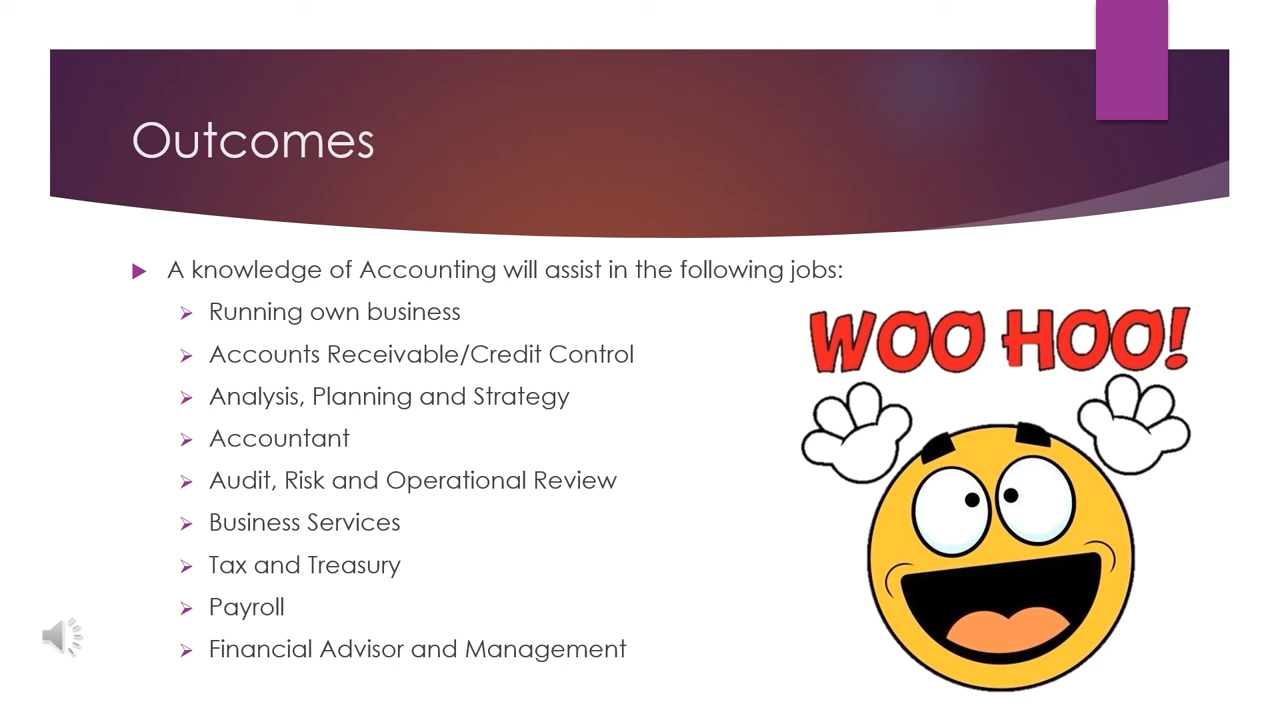 Outcomes
A knowledge of Accounting will assist in the following jobs:
Running own business
Accounts Receivable/Credit Control
Analysis, Planning and Strategy
Accountant
Audit, Risk and Operational Review
Business Services
Tax and Treasury
Payroll
Financial Advisor and Management
WOO HOO!